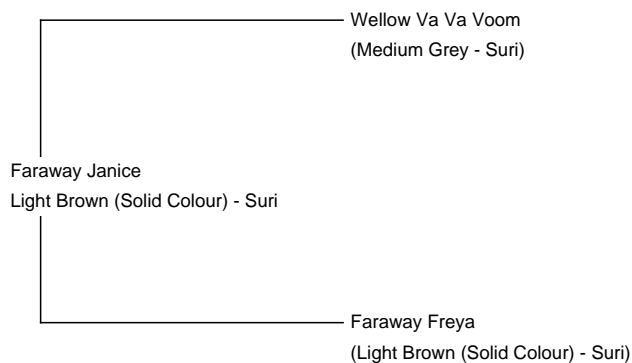 Wellow Va Va Voom
(Medium Grey - Suri)
Faraway Janice
Light Brown (Solid Colour) - Suri
Faraway Freya
(Light Brown (Solid Colour) - Suri)